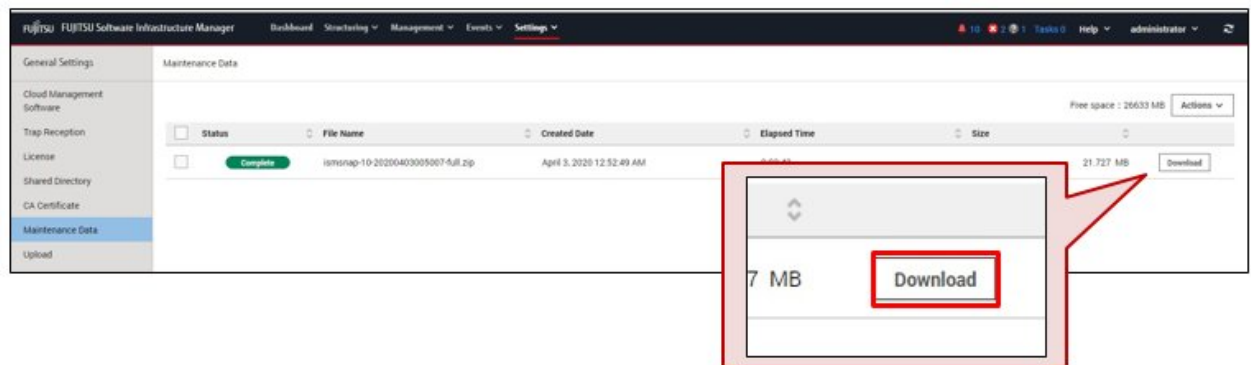 FUJITSU FUJITSU Software Infrastructure Manager Dashboard Structuring Management Events Settings 10 2 1 Tasks 0 Help administrator
General Settings
Maintenance Data
Cloud Management
Software
Free space : 26633 MB Actions
Trap Reception
Status File Name Created Date Elapsed Time Size
License
Complete ismsnap-10-20200403005007-full.zip April 3, 2020 12:52:49 AM 21.727 MB Download
Shared Directory
CA Certificate
Maintenance Data
Upload
7 MB Download